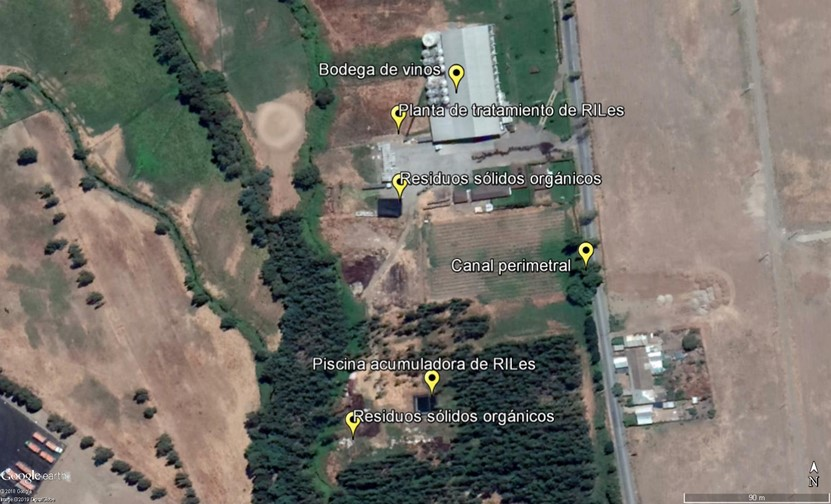 Bodega de vinos
Planta de tratamiento de RILes
Residuos sólidos orgánicos
Canal perimetral
Piscina acumuladora de RILes
Residuos sólidos orgánicos
Google earth
N
90 m